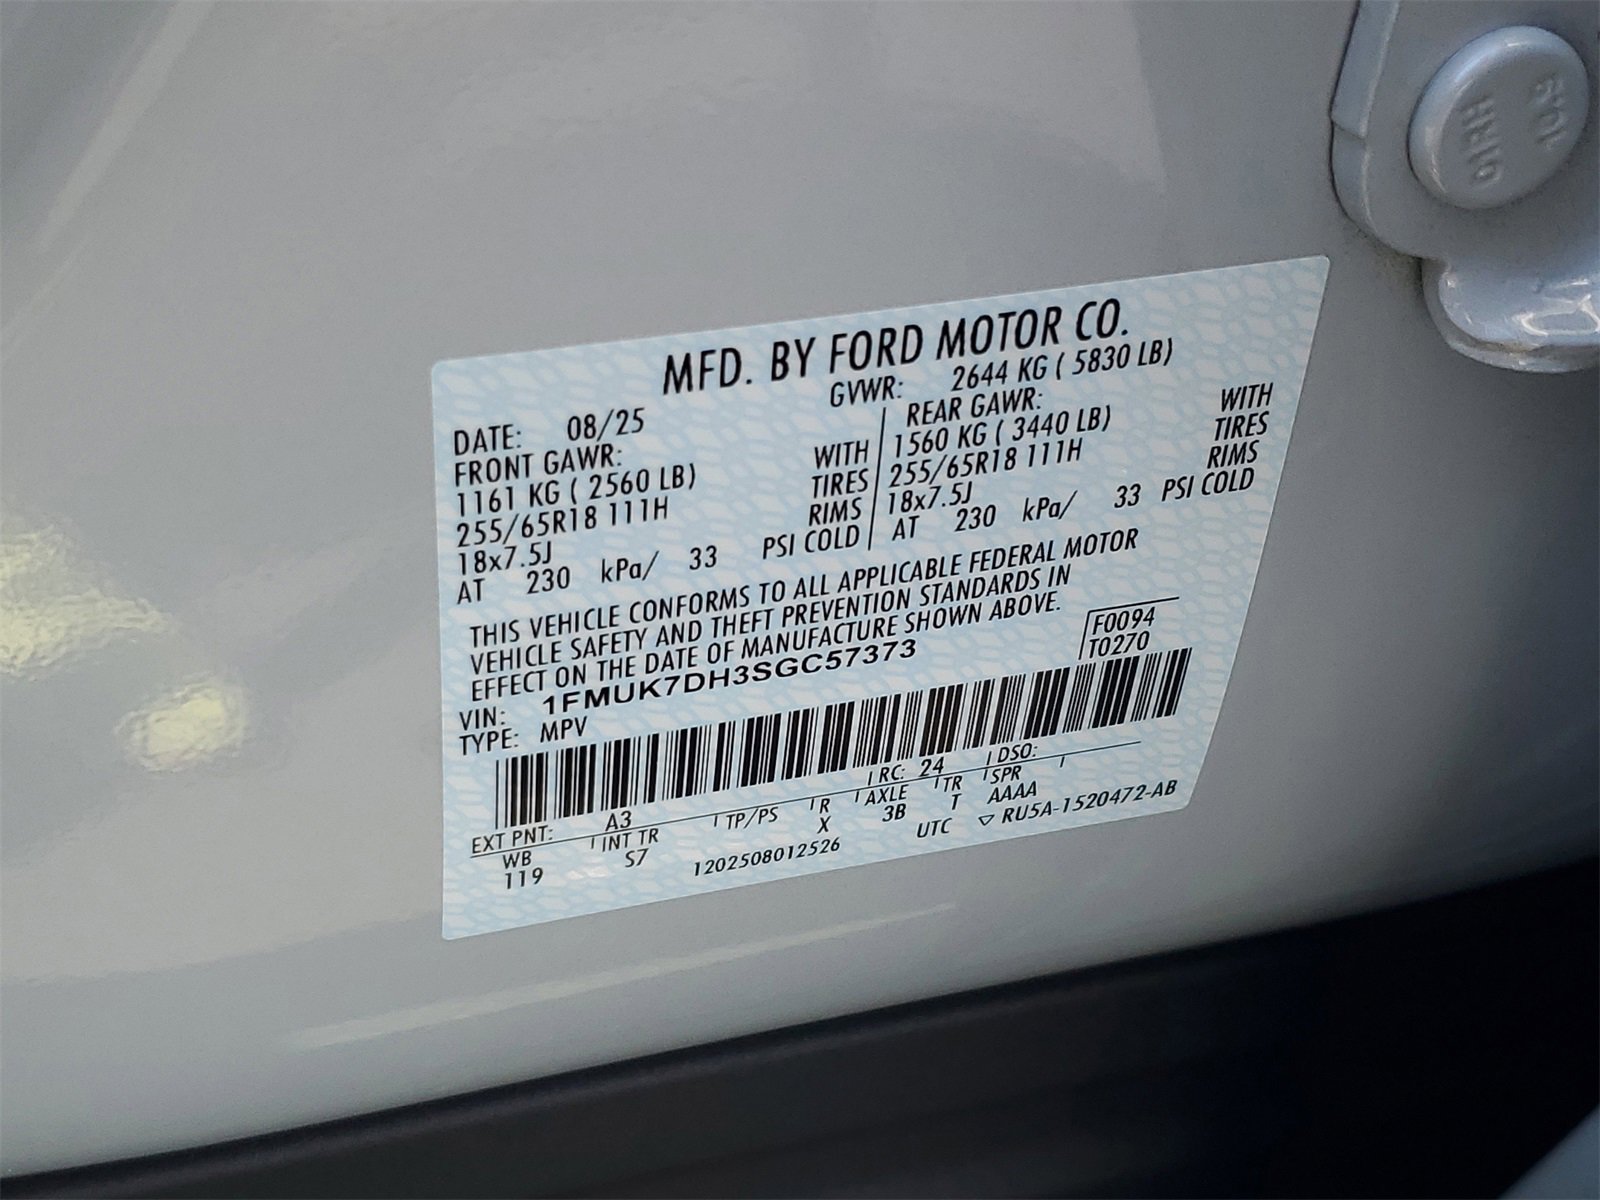 MFD. BY FORD MOTOR CO.
DATE: 08/25 GVWR: 2644 KG ( 5830 LB)
FRONT GAWR: REAR GAWR:
1161 KG ( 2560 LB) WITH 1560 KG ( 3440 LB) WITH
255/65R18 111H TIRES 255/65R18 111H TIRES
18x7.5J RIMS 18x7.5J RIMS
AT 230 kPa/ 33 PSI COLD AT 230 kPa/ 33 PSI COLD
THIS VEHICLE CONFORMS TO ALL APPLICABLE FEDERAL MOTOR
VEHICLE SAFETY AND THEFT PREVENTION STANDARDS IN
EFFECT ON THE DATE OF MANUFACTURE SHOWN ABOVE.
F0094
T0270
VIN: 1FMUK7DH3SGC57373
TYPE: MPV
EXT PNT: A3 RC: 24 DSO:
WB INT TR TP/PS R AXLE TR SPR
119 S7 X 3B T AAAA
1202508012526 UTC ▽ RU5A-1520472-AB